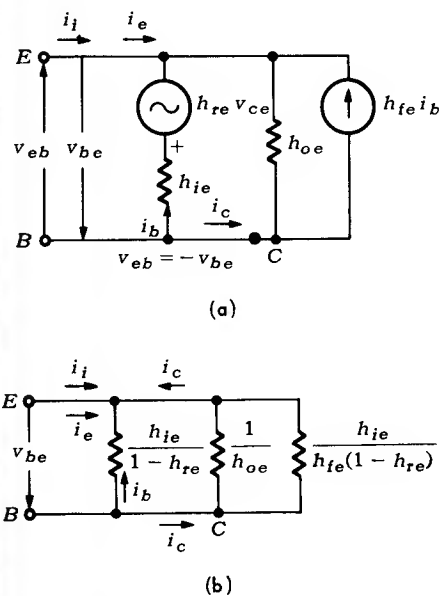 i_i i_e
E
v_eb v_be h_re v_ce h_fe i_b
+ h_oe
h_ie
i_c
i_b
B
v_eb = −v_be C
(a)
i_i i_c
E
i_e
v_be h_ie/(1 − h_re) 1/h_oe h_ie/(h_fe(1 − h_re))
i_b
B
i_c C
(b)